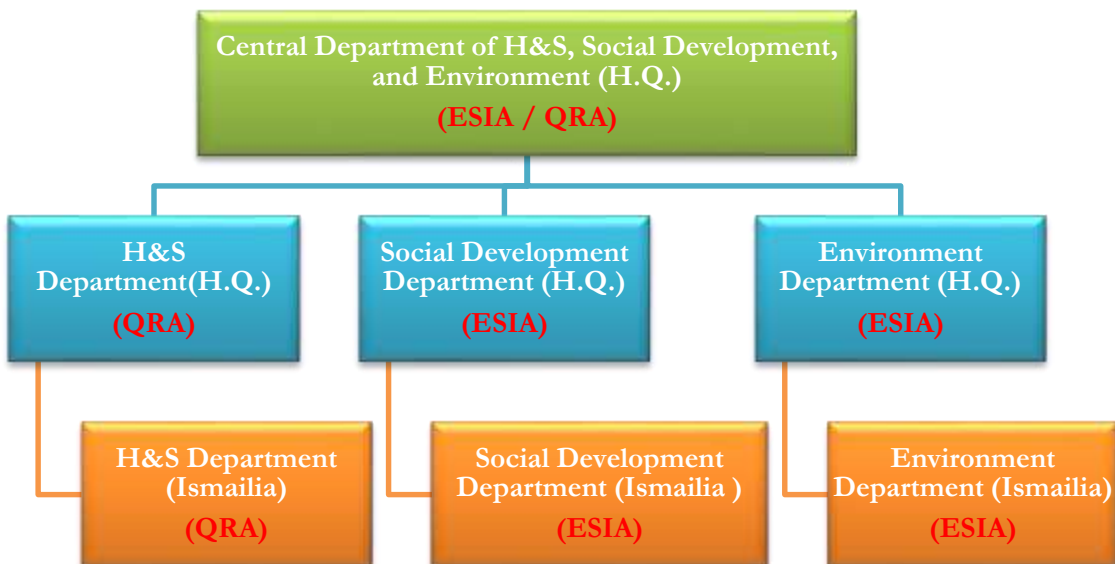 Central Department of H&S, Social Development,
and Environment (H.Q.)
(ESIA / QRA)
H&S
Department(H.Q.)
(QRA)
Social Development
Department (H.Q.)
(ESIA)
Environment
Department (H.Q.)
(ESIA)
H&S Department
(Ismailia)
(QRA)
Social Development
Department (Ismailia )
(ESIA)
Environment
Department (Ismailia)
(ESIA)